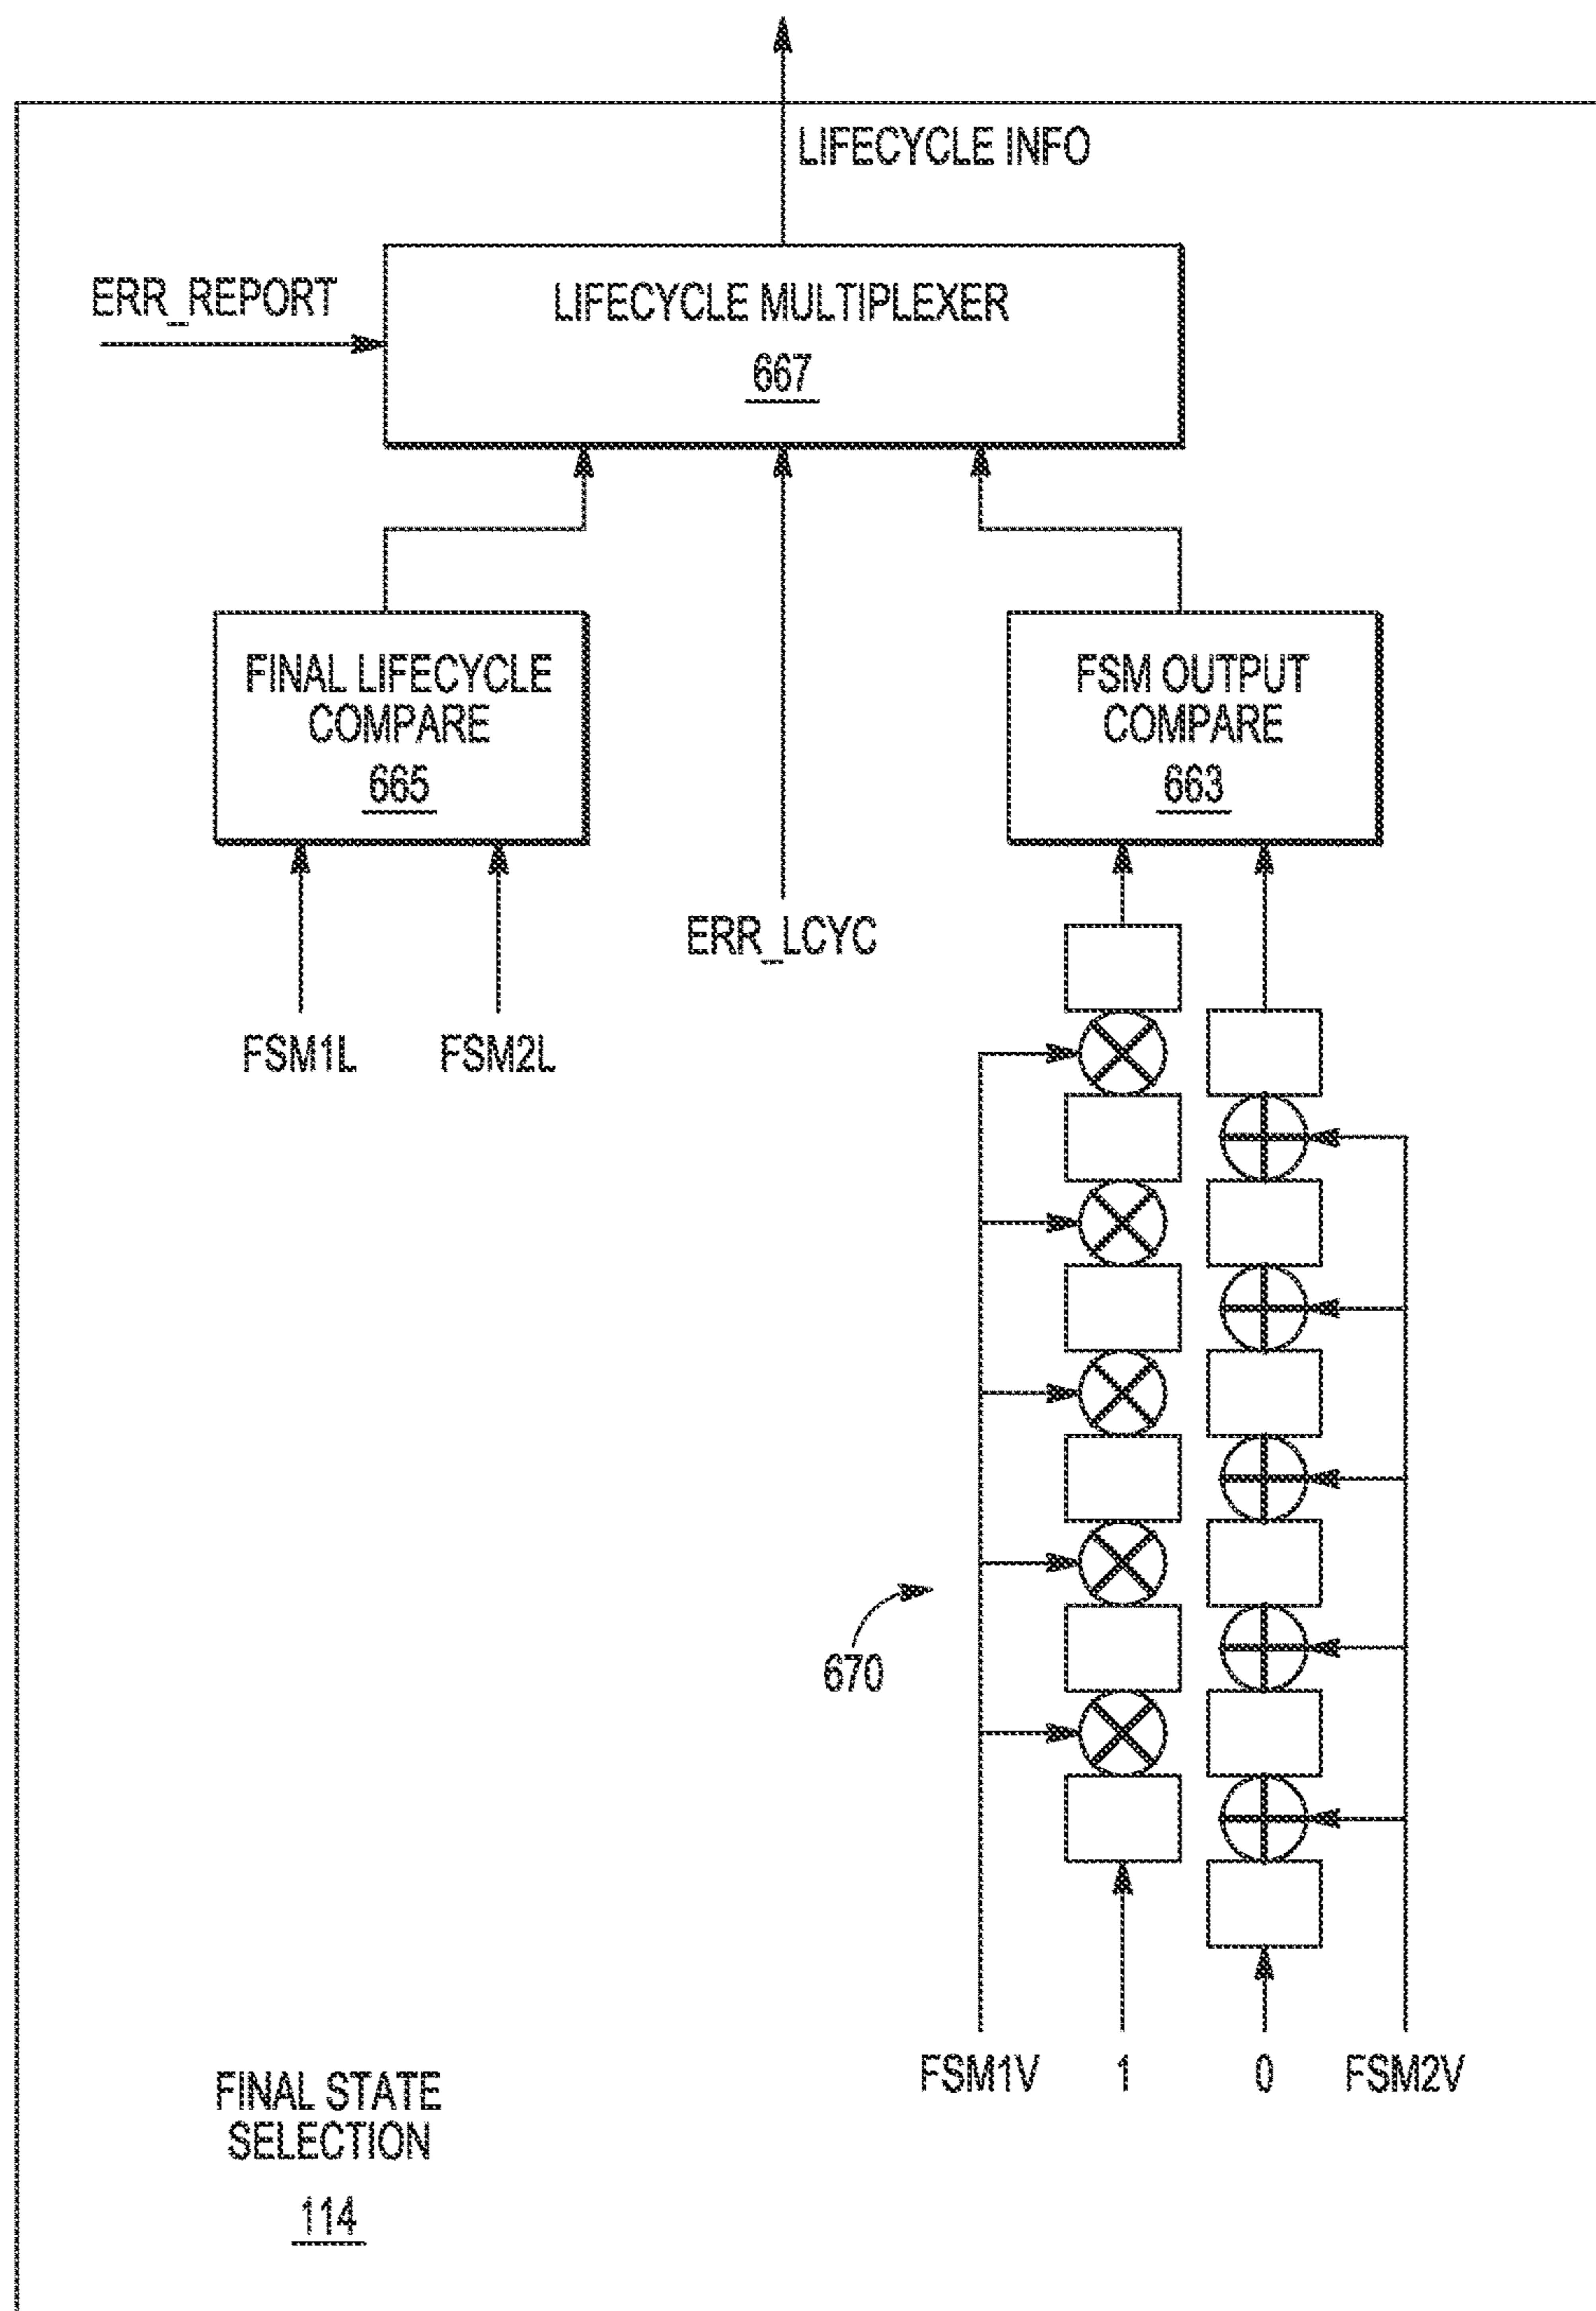 LIFECYCLE INFO
ERR_REPORT
LIFECYCLE MULTIPLEXER
667
FINAL LIFECYCLE
COMPARE
665
FSM OUTPUT
COMPARE
663
ERR_LCYC
FSM1L
FSM2L
670
FSM1V
1
0
FSM2V
FINAL STATE
SELECTION
114